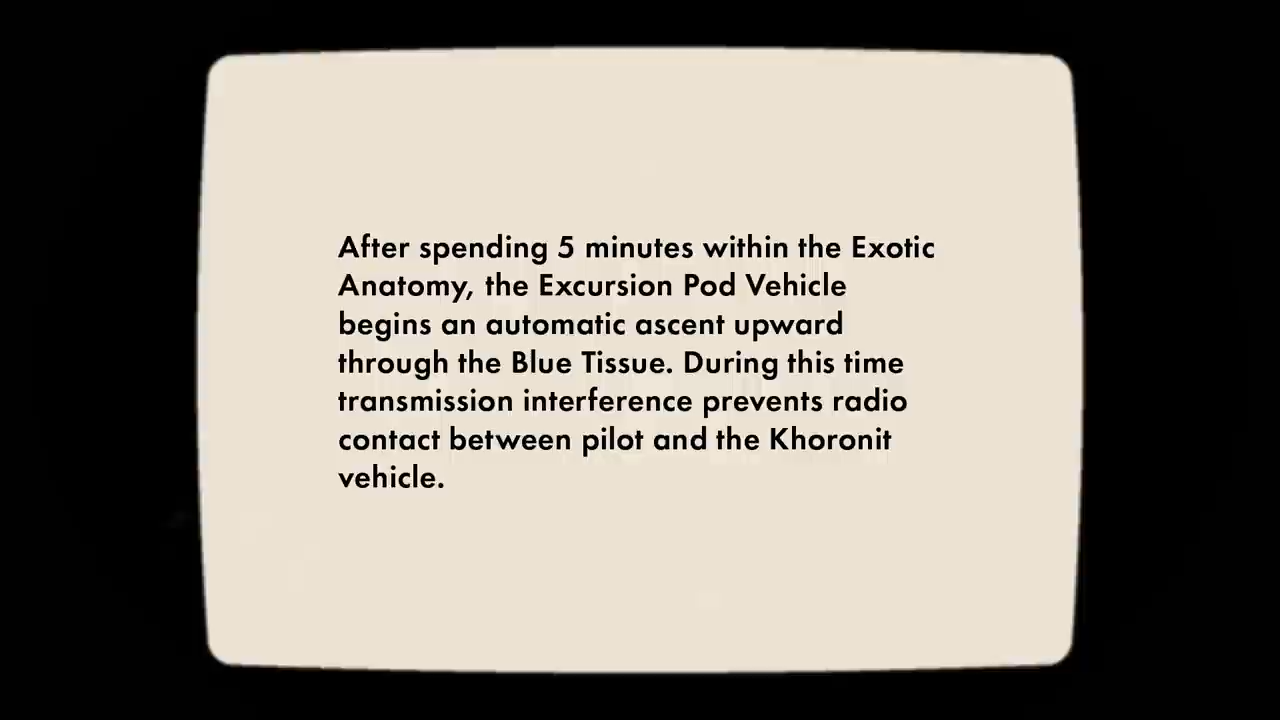 After spending 5 minutes within the Exotic
Anatomy, the Excursion Pod Vehicle
begins an automatic ascent upward
through the Blue Tissue. During this time
transmission interference prevents radio
contact between pilot and the Khoronit
vehicle.